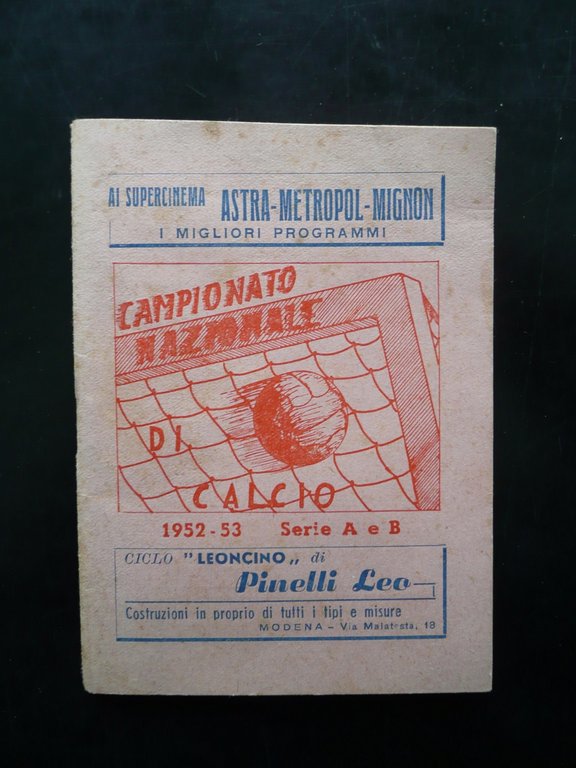 AI SUPERCINEMA ASTRA-METROPOL-MIGNON
I MIGLIORI PROGRAMMI
CAMPIONATO
NAZIONALE
DI
CALCIO
1952-53 Serie A e B
CICLO "LEONCINO„ di
Pinelli Leo
Costruzioni in proprio di tutti i tipi e misure
MODENA - Via Malatesta, 18